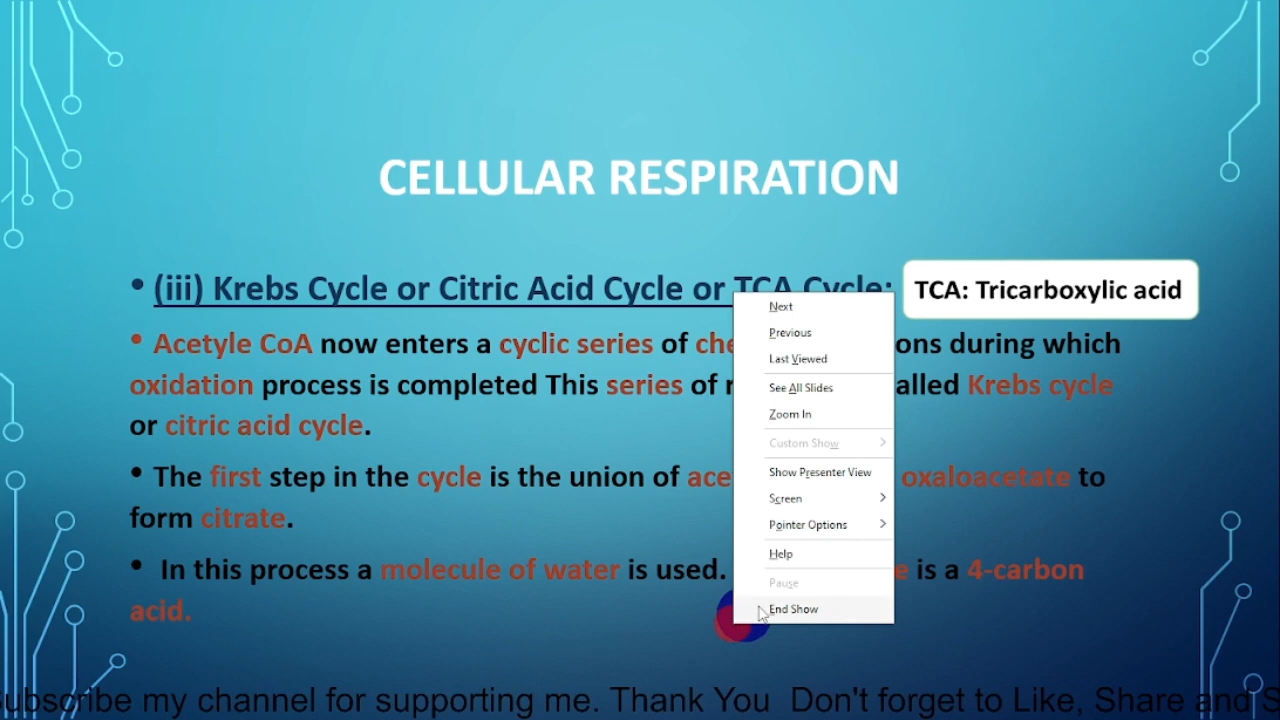 CELLULAR RESPIRATION
• (iii) Krebs Cycle or Citric Acid Cycle or TCA Cycle:
TCA: Tricarboxylic acid
• Acetyle CoA now enters a cyclic series of che ons during which
oxidation process is completed This series of r alled Krebs cycle
or citric acid cycle.
• The first step in the cycle is the union of ace oxaloacetate to
form citrate.
• In this process a molecule of water is used. e is a 4-carbon
acid.
Next
Previous
Last Viewed
See All Slides
Zoom In
Custom Show
Show Presenter View
Screen
Pointer Options
Help
Pause
End Show
ubscribe my channel for supporting me. Thank You Don't forget to Like, Share and S